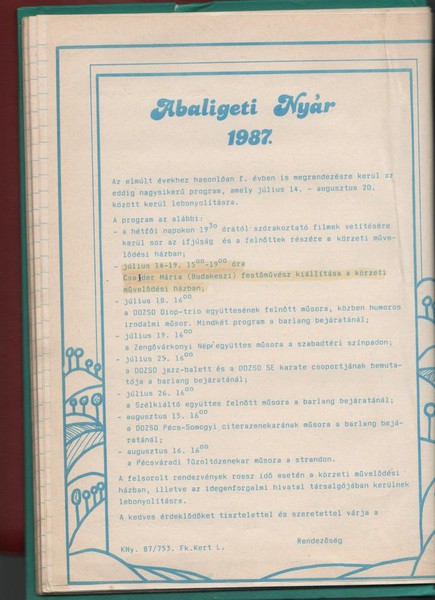 Abaligeti Nyár
1987.
Az elmúlt évekhez hasonlóan f. évben is megrendezésre kerül az
eddig nagysikerű program, amely július 14. - augusztus 20.
között kerül lebonyolításra.
A program az alábbi:
- a hétfői napokon 19³⁰ órától szórakoztató filmek vetítésére
kerül sor az ifjúság és a felnőttek részére a körzeti műve-
lődési házban;
- július 14-19. 15⁰⁰-19⁰⁰ óra
Csajder Mária (Budakeszi) festőművész kiállítása a körzeti
művelődési házban;
- július 18. 16⁰⁰
a DOZSO Diop-trio együttesének felnőtt műsora, közben humoros
irodalmi műsor. Mindkét program a barlang bejáratánál;
- július 19. 16⁰⁰
a Zengővárkonyi Népi együttes műsora a szabadtéri színpadon;
- július 25. 16⁰⁰
a DOZSO jazz-balett és a DOZSO SE karate csoportjának bemuta-
tója a barlang bejáratánál;
- július 26. 16⁰⁰
a Szélkiáltó együttes felnőtt műsora a barlang bejáratánál;
- augusztus 15. 16⁰⁰
a DOZSO Pécs-Somogyi citerazenekarának műsora a barlang bejá-
ratánál;
- augusztus 16. 16⁰⁰
a Pécsváradi Tűzoltózenekar műsora a strandon.
A felsorolt rendezvények rossz idő esetén a körzeti művelődési
házban, illetve az idegenforgalmi hivatal társalgójában kerülnek
lebonyolításra.
A kedves érdeklődőket tisztelettel és szeretettel várja a
Rendezőség
KNy. 87/753. Fk.Kert L.